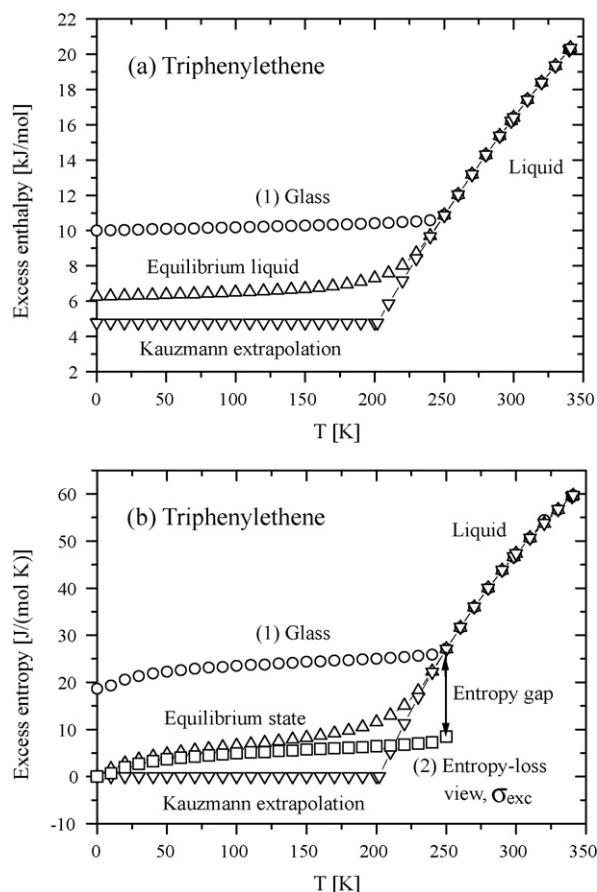 22
20
18
16
14
12
10
8
6
4
2
Excess enthalpy [kJ/mol]
(a) Triphenylethene
(1) Glass
Liquid
Equilibrium liquid
Kauzmann extrapolation
0 50 100 150 200 250 300 350
T [K]
60
50
40
30
20
10
0
-10
Excess entropy [J/(mol K)]
(b) Triphenylethene
Liquid
(1) Glass
Entropy gap
Equilibrium state
(2) Entropy-loss
view, σexc
Kauzmann extrapolation
0 50 100 150 200 250 300 350
T [K]